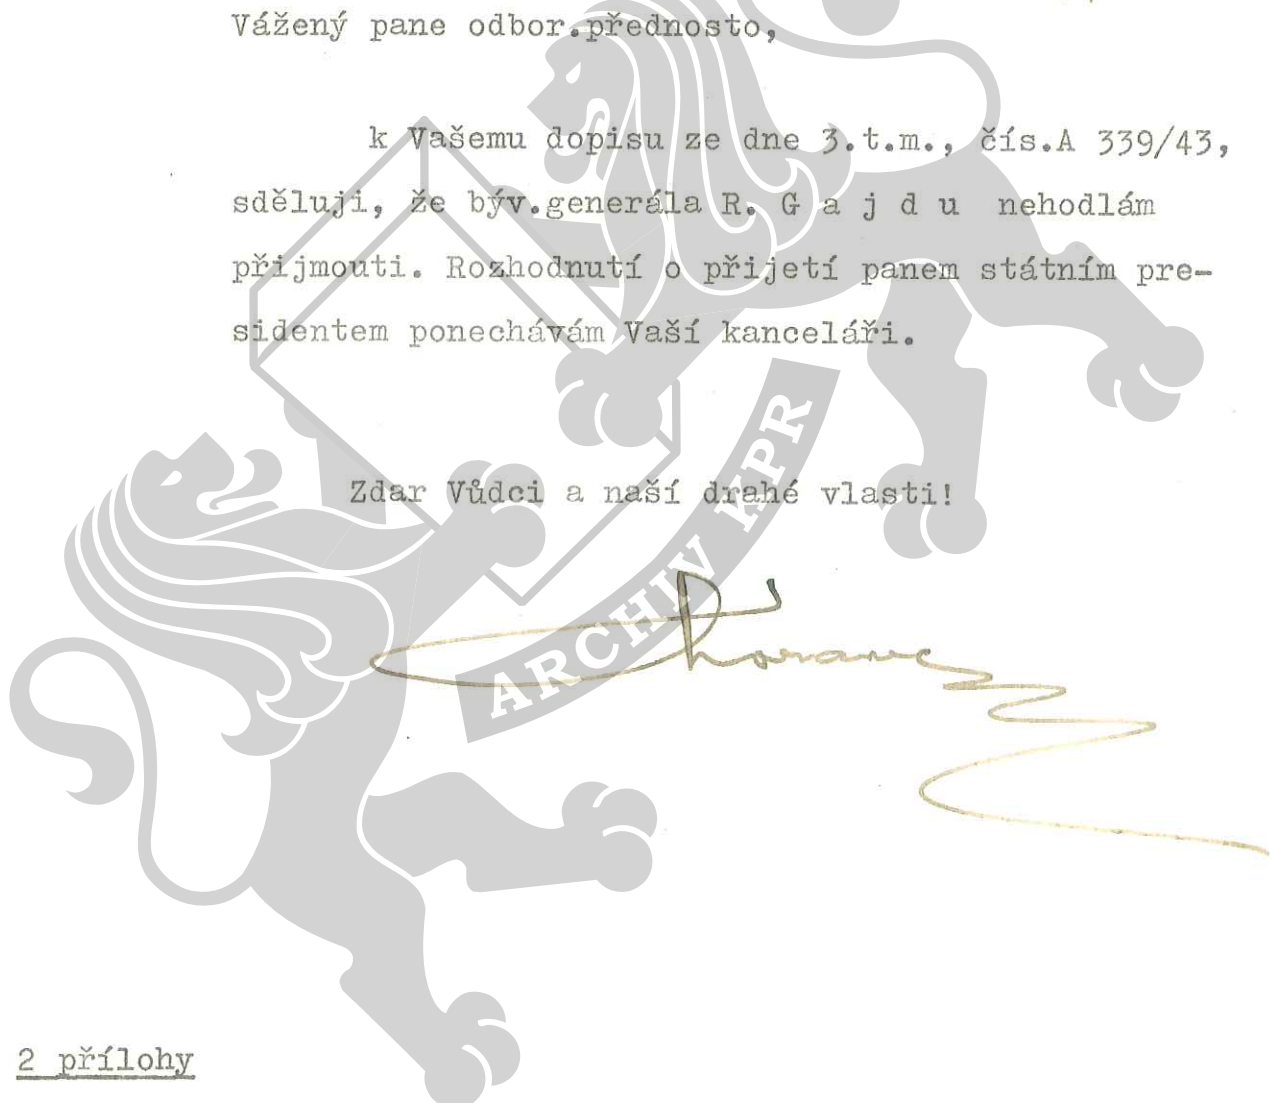 Vážený pane odbor.přednosto,
k Vašemu dopisu ze dne 3.t.m., čís.A 339/43,
sděluji, že býv.generála R. G a j d u nehodlám
přijmouti. Rozhodnutí o přijetí panem státním pre-
sidentem ponechávám Vaší kanceláři.
Zdar Vůdci a naší drahé vlasti!
ARCHIV KPR
2 přílohy